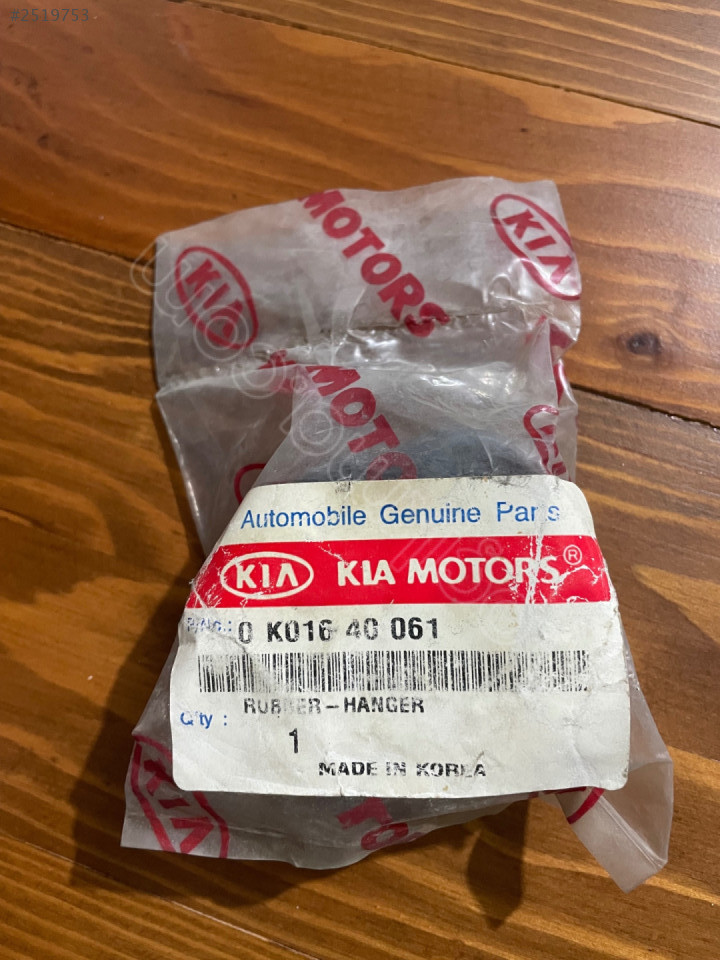 #2519753
MOTORS
KIA
KIA
MOTORS
Automobile Genuine Parts
KIA KIA MOTORS®
P/No.: 0 K016 40 061
RUBBER-HANGER
Q'ty :
1
MADE IN KOREA
KIA